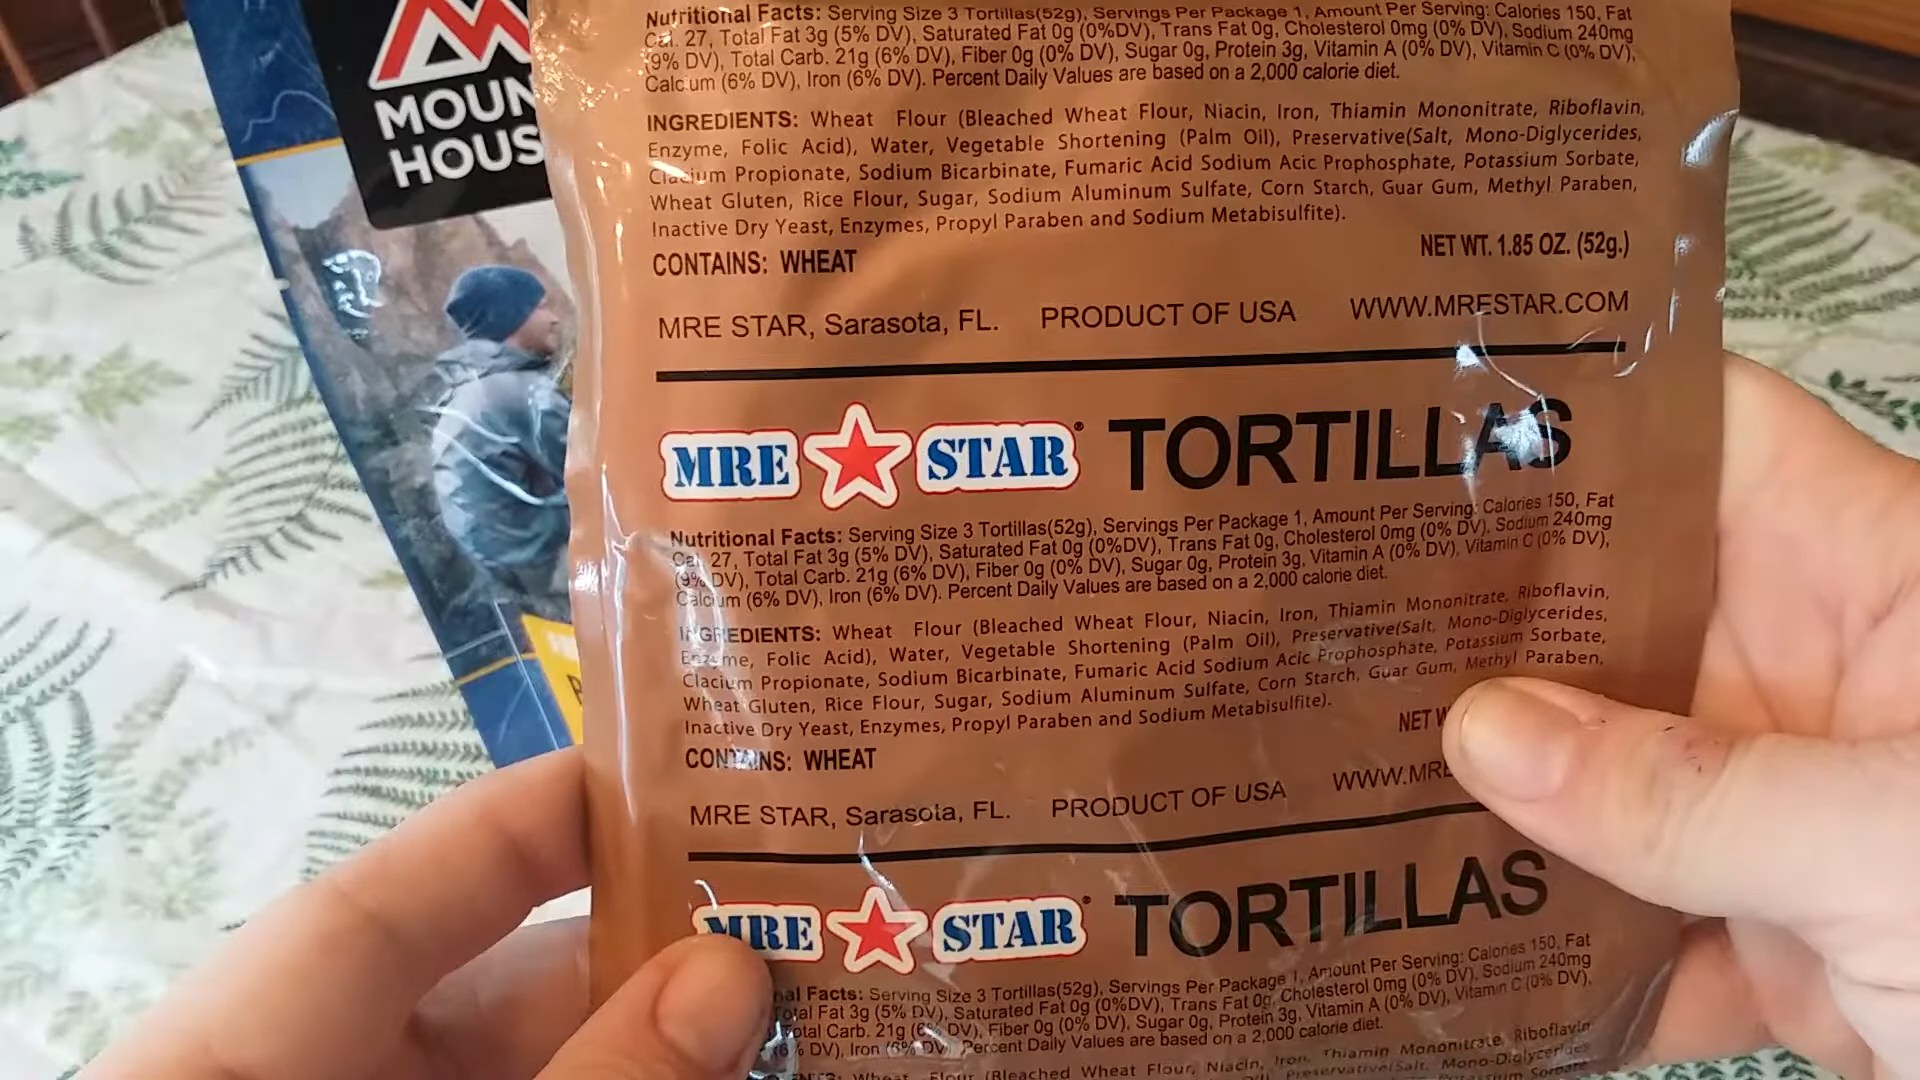 MOUN
HOUS
Nutritional Facts: Serving Size 3 Tortillas(52g), Servings Per Package 1, Amount Per Serving: Calories 150, Fat
Cal. 27, Total Fat 3g (5% DV), Saturated Fat 0g (0%DV), Trans Fat 0g, Cholesterol 0mg (0% DV), Sodium 240mg
(9% DV), Total Carb. 21g (6% DV), Fiber 0g (0% DV), Sugar 0g, Protein 3g, Vitamin A (0% DV), Vitamin C (0% DV),
Calcium (6% DV), Iron (6% DV). Percent Daily Values are based on a 2,000 calorie diet.
INGREDIENTS: Wheat Flour (Bleached Wheat Flour, Niacin, Iron, Thiamin Mononitrate, Riboflavin,
Enzyme, Folic Acid), Water, Vegetable Shortening (Palm Oil), Preservative(Salt, Mono-Diglycerides,
Clacium Propionate, Sodium Bicarbinate, Fumaric Acid Sodium Acic Prophosphate, Potassium Sorbate,
Wheat Gluten, Rice Flour, Sugar, Sodium Aluminum Sulfate, Corn Starch, Guar Gum, Methyl Paraben,
Inactive Dry Yeast, Enzymes, Propyl Paraben and Sodium Metabisulfite).
CONTAINS: WHEAT NET WT. 1.85 OZ. (52g.)
MRE STAR, Sarasota, FL. PRODUCT OF USA WWW.MRESTAR.COM
MRE STAR® TORTILLAS
Nutritional Facts: Serving Size 3 Tortillas(52g), Servings Per Package 1, Amount Per Serving: Calories 150, Fat
Cal. 27, Total Fat 3g (5% DV), Saturated Fat 0g (0%DV), Trans Fat 0g, Cholesterol 0mg (0% DV), Sodium 240mg
(9% DV), Total Carb. 21g (6% DV), Fiber 0g (0% DV), Sugar 0g, Protein 3g, Vitamin A (0% DV), Vitamin C (0% DV),
Calcium (6% DV), Iron (6% DV). Percent Daily Values are based on a 2,000 calorie diet.
INGREDIENTS: Wheat Flour (Bleached Wheat Flour, Niacin, Iron, Thiamin Mononitrate, Riboflavin,
Enzyme, Folic Acid), Water, Vegetable Shortening (Palm Oil), Preservative(Salt, Mono-Diglycerides,
Clacium Propionate, Sodium Bicarbinate, Fumaric Acid Sodium Acic Prophosphate, Potassium Sorbate,
Wheat Gluten, Rice Flour, Sugar, Sodium Aluminum Sulfate, Corn Starch, Guar Gum, Methyl Paraben,
Inactive Dry Yeast, Enzymes, Propyl Paraben and Sodium Metabisulfite).
CONTAINS: WHEAT NET W
MRE STAR, Sarasota, FL. PRODUCT OF USA WWW.MRE
MRE STAR® TORTILLAS
nal Facts: Serving Size 3 Tortillas(52g), Servings Per Package 1, Amount Per Serving: Calories 150, Fat
Total Fat 3g (5% DV), Saturated Fat 0g (0%DV), Trans Fat 0g, Cholesterol 0mg (0% DV), Sodium 240mg
Total Carb. 21g (6% DV), Fiber 0g (0% DV), Sugar 0g, Protein 3g, Vitamin A (0% DV), Vitamin C (0% DV),
(6% DV), Iron (6% DV). Percent Daily Values are based on a 2,000 calorie diet.
Wheat Flour (Bleached Wheat Flour, Niacin, Iron, Thiamin Mononitrate, Riboflavin
Preservative(Salt, Mono-Diglycerides
Potassium Sorbate